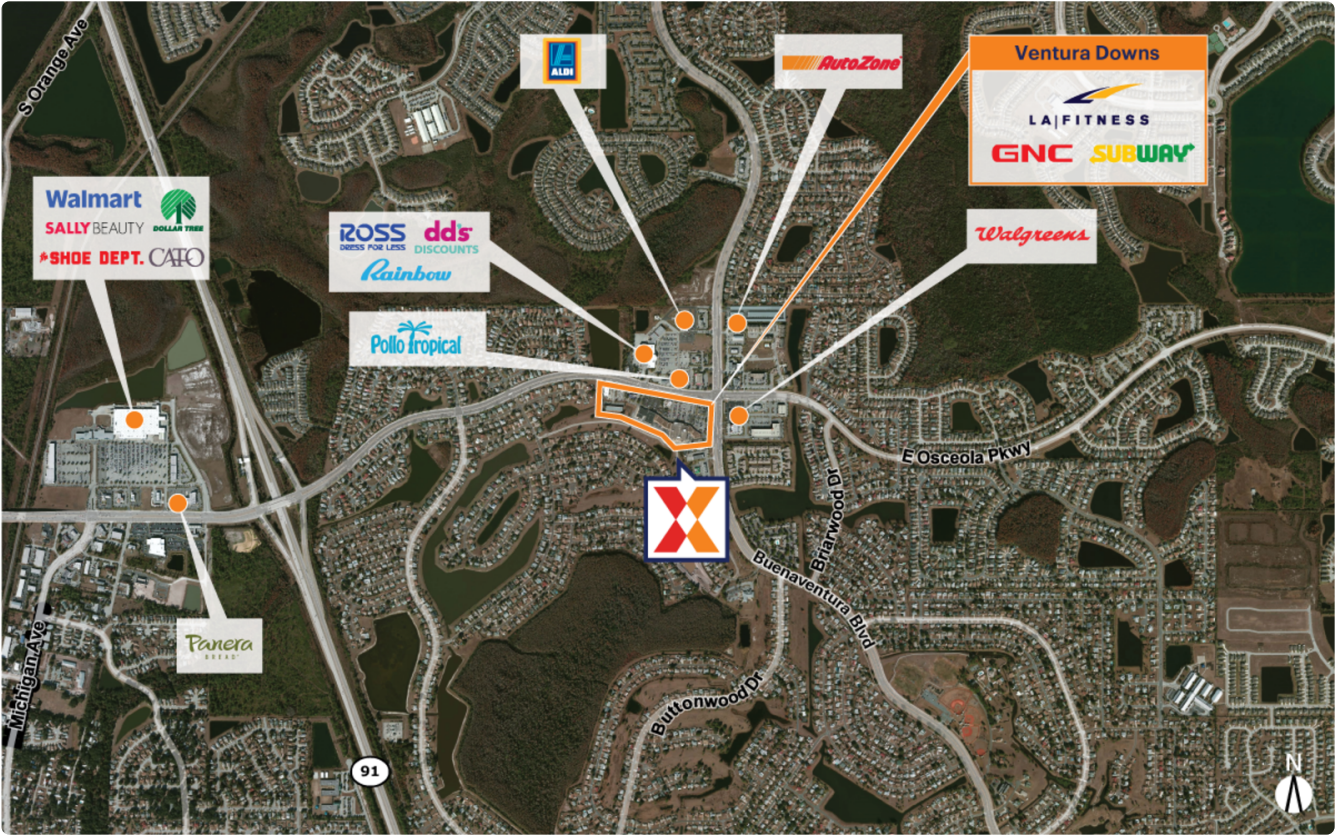 S Orange Ave
ALDI
AutoZone
Ventura Downs
LA|FITNESS
GNC SUBWAY
Walmart
SALLY BEAUTY DOLLAR TREE
SHOE DEPT. CATO
ROSS dd's
DRESS FOR LESS DISCOUNTS
Rainbow
Walgreens
Pollo Tropical
E Osceola Pkwy
Briarwood Dr
Buenaventura Blvd
Panera
BREAD
Michigan Ave
Buttonwood Dr
91
N